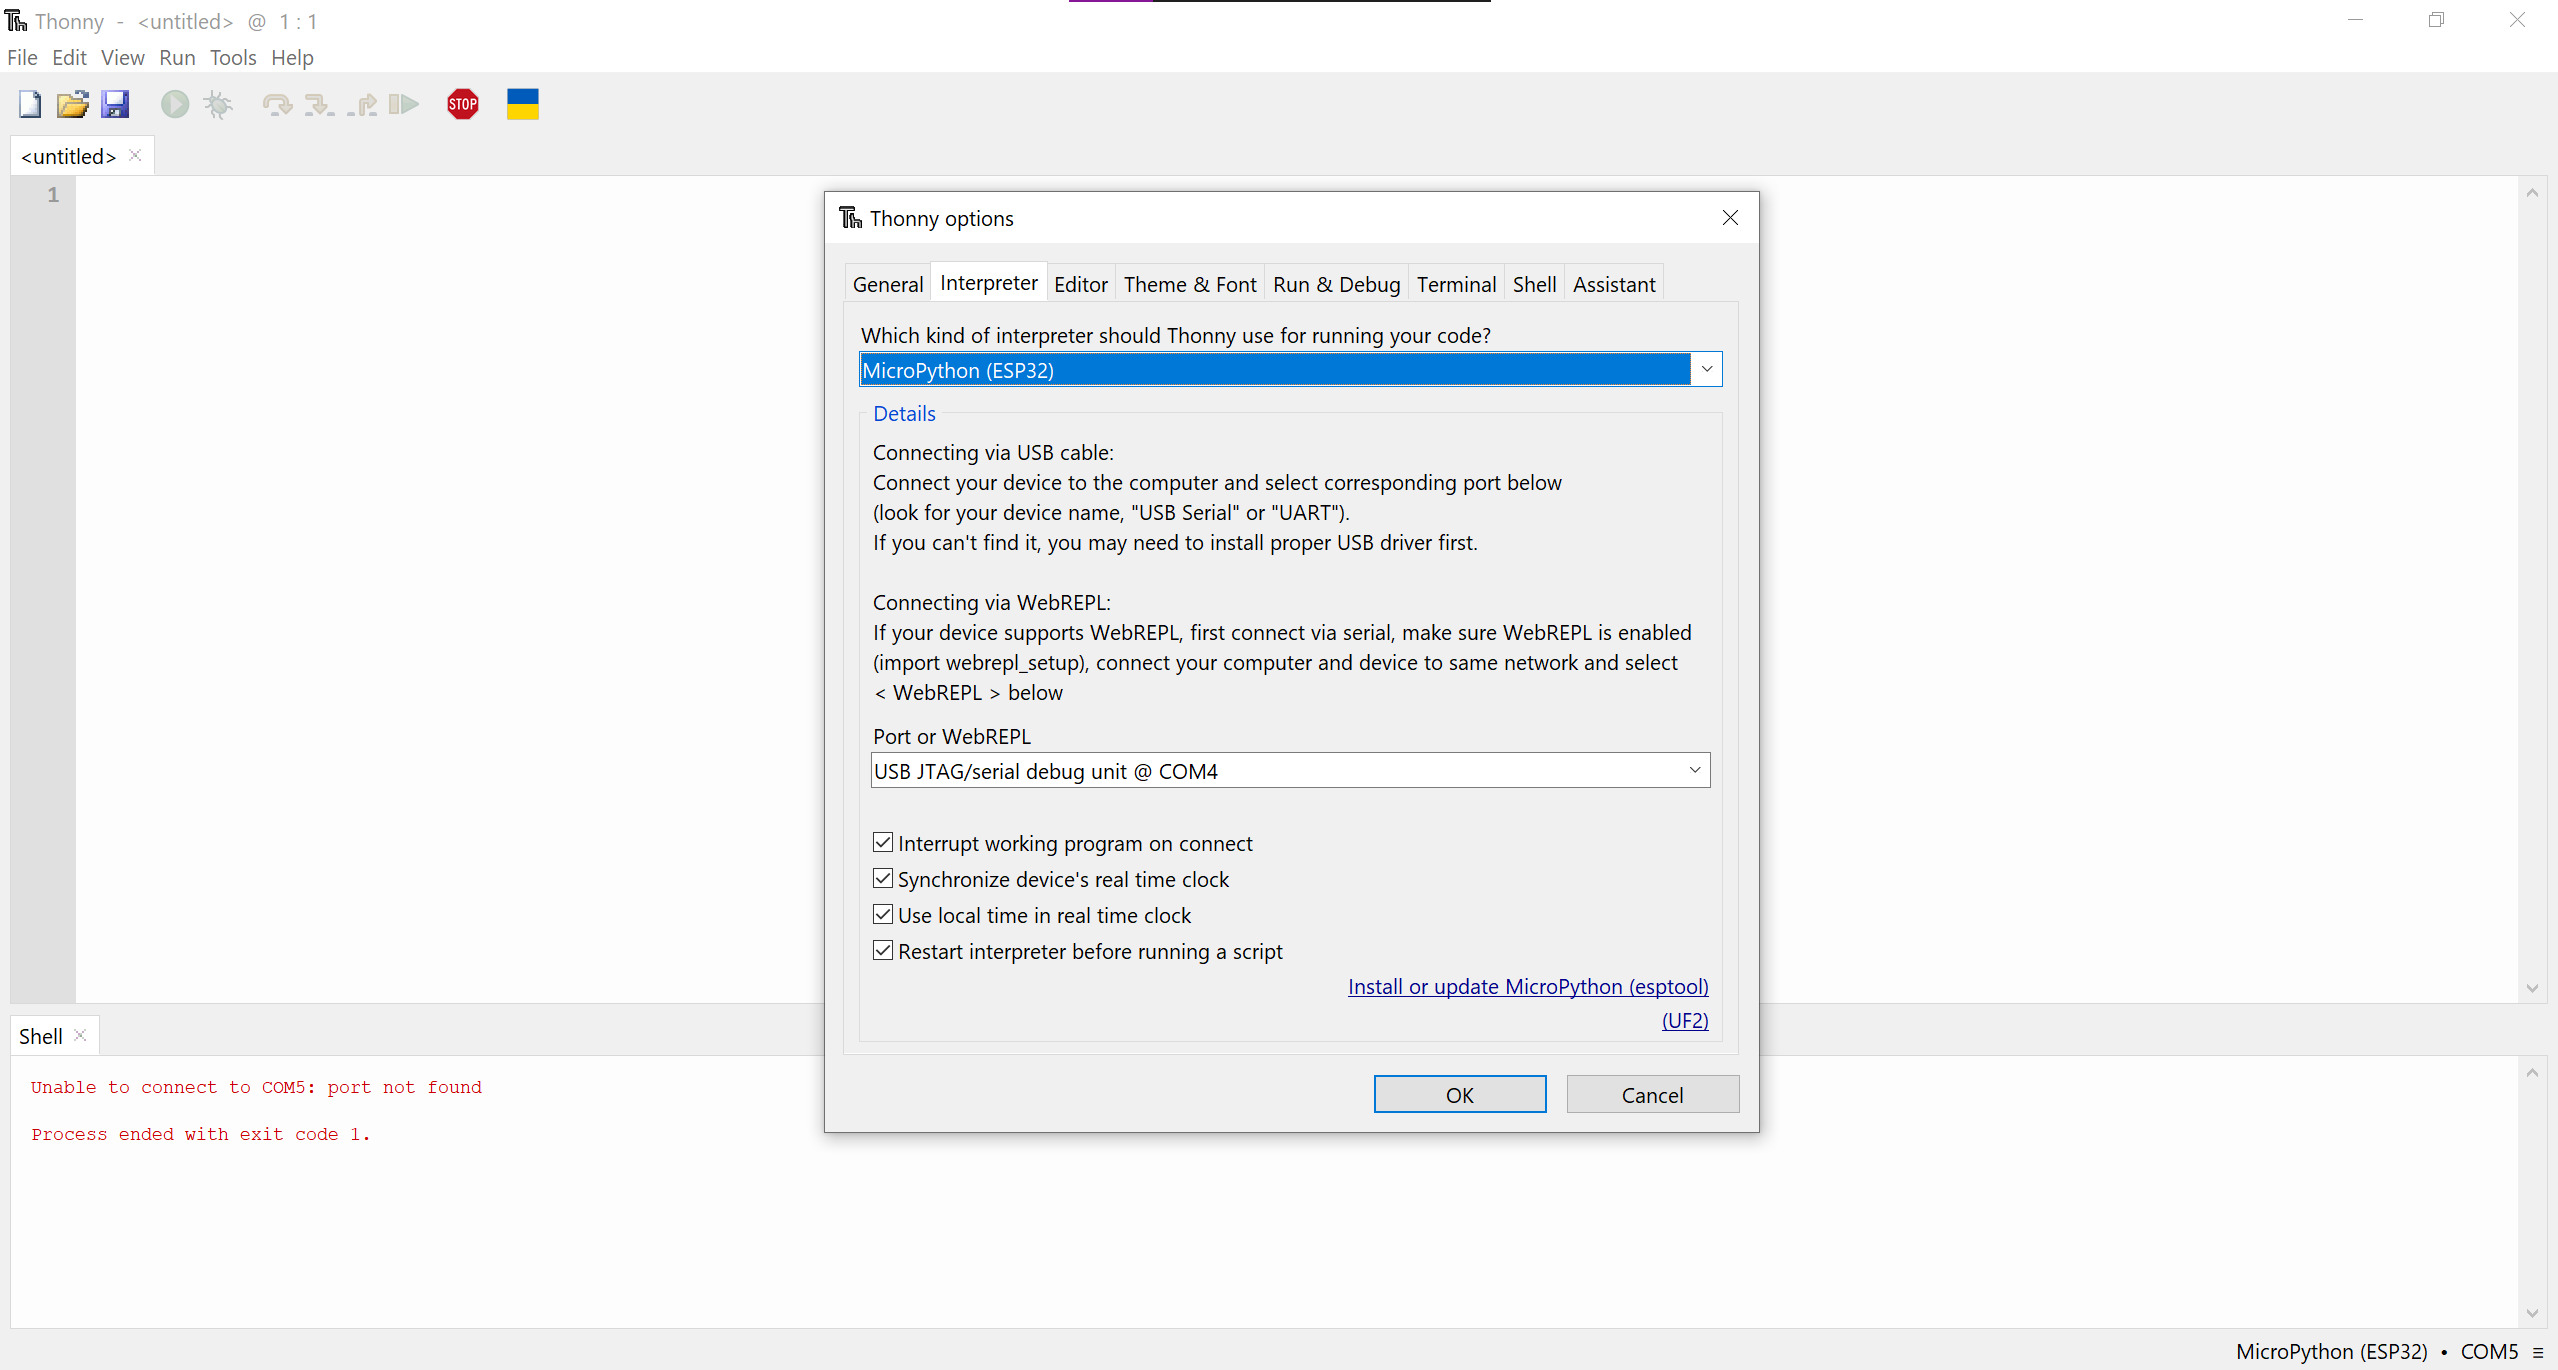 Thonny - <untitled> @ 1 : 1
File Edit View Run Tools Help
STOP
<untitled>
1
Thonny options
General Interpreter Editor Theme & Font Run & Debug Terminal Shell Assistant
Which kind of interpreter should Thonny use for running your code?
MicroPython (ESP32)
Details
Connecting via USB cable:
Connect your device to the computer and select corresponding port below
(look for your device name, "USB Serial" or "UART").
If you can't find it, you may need to install proper USB driver first.
Connecting via WebREPL:
If your device supports WebREPL, first connect via serial, make sure WebREPL is enabled
(import webrepl_setup), connect your computer and device to same network and select
< WebREPL > below
Port or WebREPL
USB JTAG/serial debug unit @ COM4
Interrupt working program on connect
Synchronize device's real time clock
Use local time in real time clock
Restart interpreter before running a script
Install or update MicroPython (esptool)
(UF2)
OK Cancel
Shell
Unable to connect to COM5: port not found
Process ended with exit code 1.
MicroPython (ESP32) • COM5 ≡